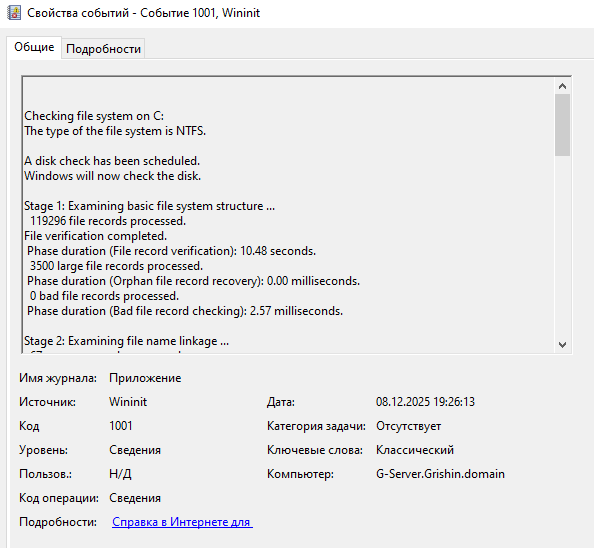 Свойства событий - Событие 1001, Wininit
Общие Подробности
Checking file system on C:
The type of the file system is NTFS.
A disk check has been scheduled.
Windows will now check the disk.
Stage 1: Examining basic file system structure ...
119296 file records processed.
File verification completed.
Phase duration (File record verification): 10.48 seconds.
3500 large file records processed.
Phase duration (Orphan file record recovery): 0.00 milliseconds.
0 bad file records processed.
Phase duration (Bad file record checking): 2.57 milliseconds.
Stage 2: Examining file name linkage ...
Имя журнала: Приложение
Источник: Wininit Дата: 08.12.2025 19:26:13
Код 1001 Категория задачи: Отсутствует
Уровень: Сведения Ключевые слова: Классический
Пользов.: Н/Д Компьютер: G-Server.Grishin.domain
Код операции: Сведения
Подробности: Справка в Интернете для